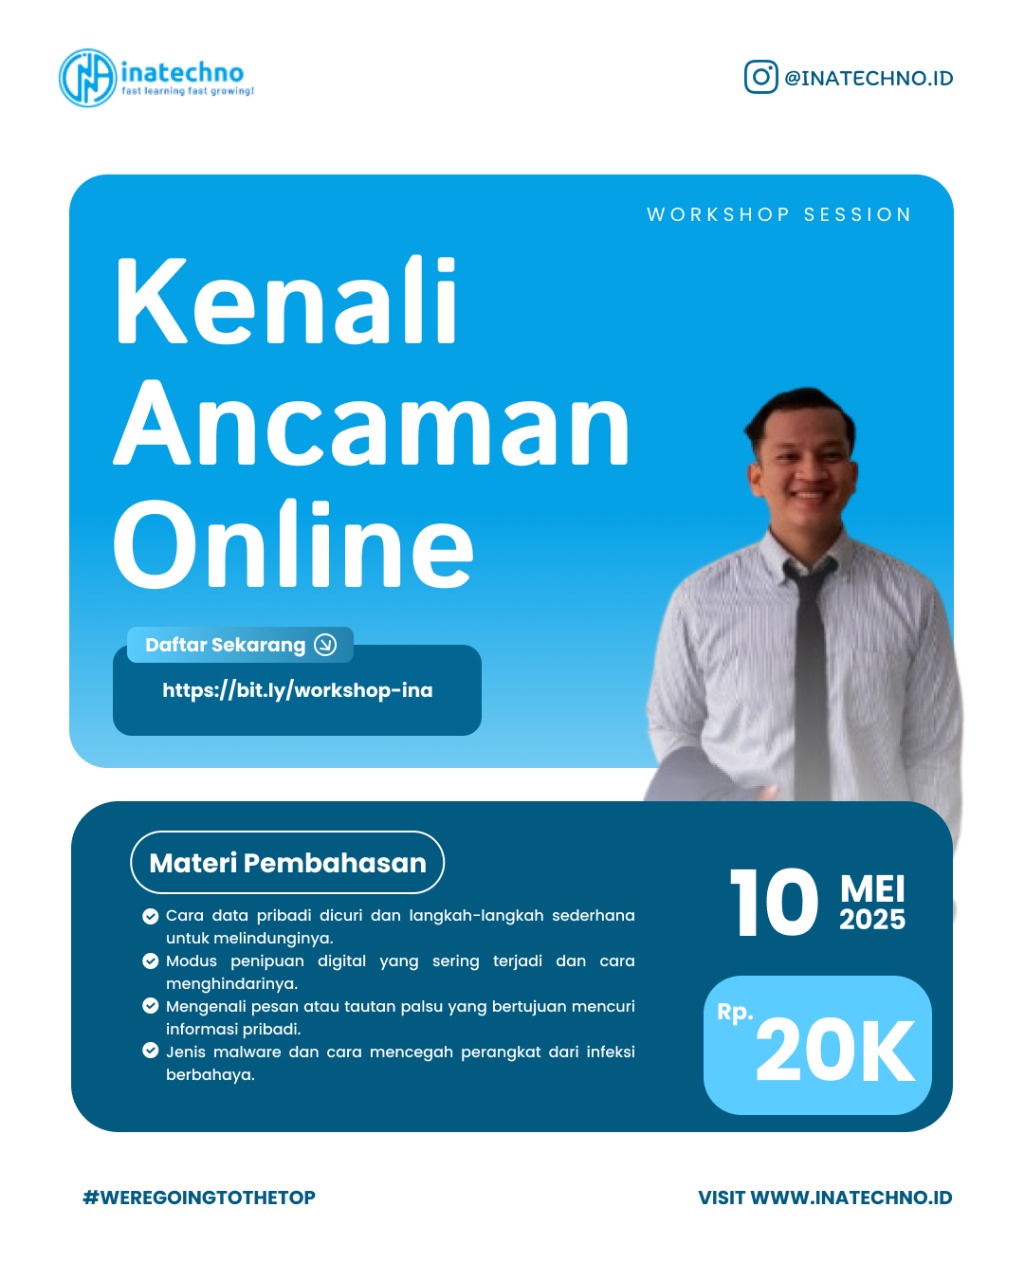 inatechno
fast learning fast growing!
@INATECHNO.ID
WORKSHOP SESSION
Kenali
Ancaman
Online
Daftar Sekarang
https://bit.ly/workshop-ina
Materi Pembahasan
Cara data pribadi dicuri dan langkah-langkah sederhana
untuk melindunginya.
Modus penipuan digital yang sering terjadi dan cara
menghindarinya.
Mengenali pesan atau tautan palsu yang bertujuan mencuri
informasi pribadi.
Jenis malware dan cara mencegah perangkat dari infeksi
berbahaya.
10 MEI
2025
Rp.
20K
#WEREGOINGTOTHETOP
VISIT WWW.INATECHNO.ID